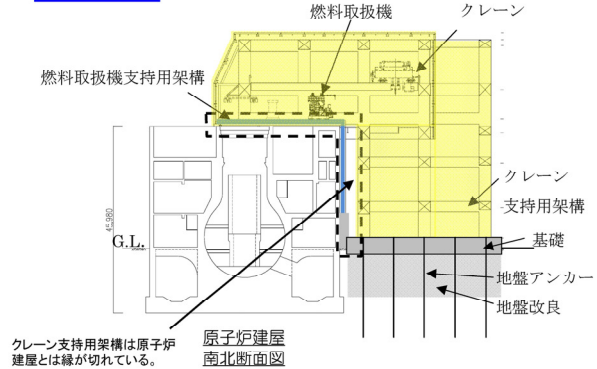 燃料取扱機
クレーン
燃料取扱機支持用架構
クレーン
支持用架構
45,980
G.L.
基礎
地盤アンカー
地盤改良
クレーン支持用架構は原子炉
建屋とは縁が切れている。
原子炉建屋
南北断面図